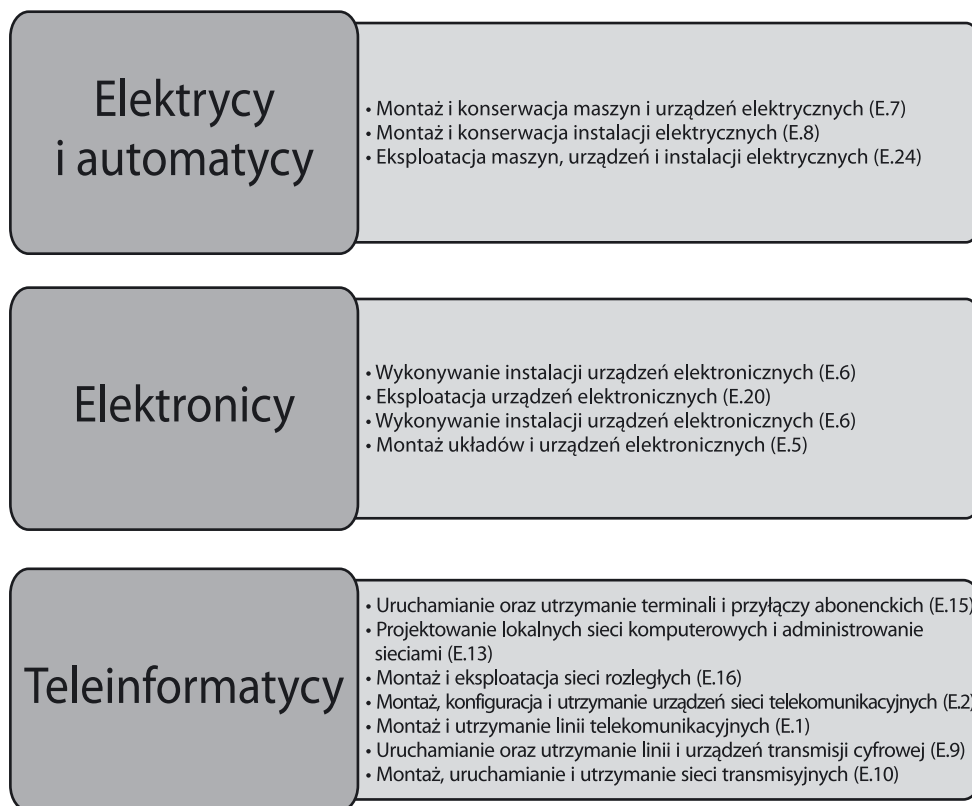 Elektrycy
i automatycy
• Montaż i konserwacja maszyn i urządzeń elektrycznych (E.7)
• Montaż i konserwacja instalacji elektrycznych (E.8)
• Eksploatacja maszyn, urządzeń i instalacji elektrycznych (E.24)
Elektronicy
• Wykonywanie instalacji urządzeń elektronicznych (E.6)
• Eksploatacja urządzeń elektronicznych (E.20)
• Wykonywanie instalacji urządzeń elektronicznych (E.6)
• Montaż układów i urządzeń elektronicznych (E.5)
Teleinformatycy
• Uruchamianie oraz utrzymanie terminali i przyłączy abonenckich (E.15)
• Projektowanie lokalnych sieci komputerowych i administrowanie
sieciami (E.13)
• Montaż i eksploatacja sieci rozległych (E.16)
• Montaż, konfiguracja i utrzymanie urządzeń sieci telekomunikacyjnych (E.2)
• Montaż i utrzymanie linii telekomunikacyjnych (E.1)
• Uruchamianie oraz utrzymanie linii i urządzeń transmisji cyfrowej (E.9)
• Montaż, uruchamianie i utrzymanie sieci transmisyjnych (E.10)